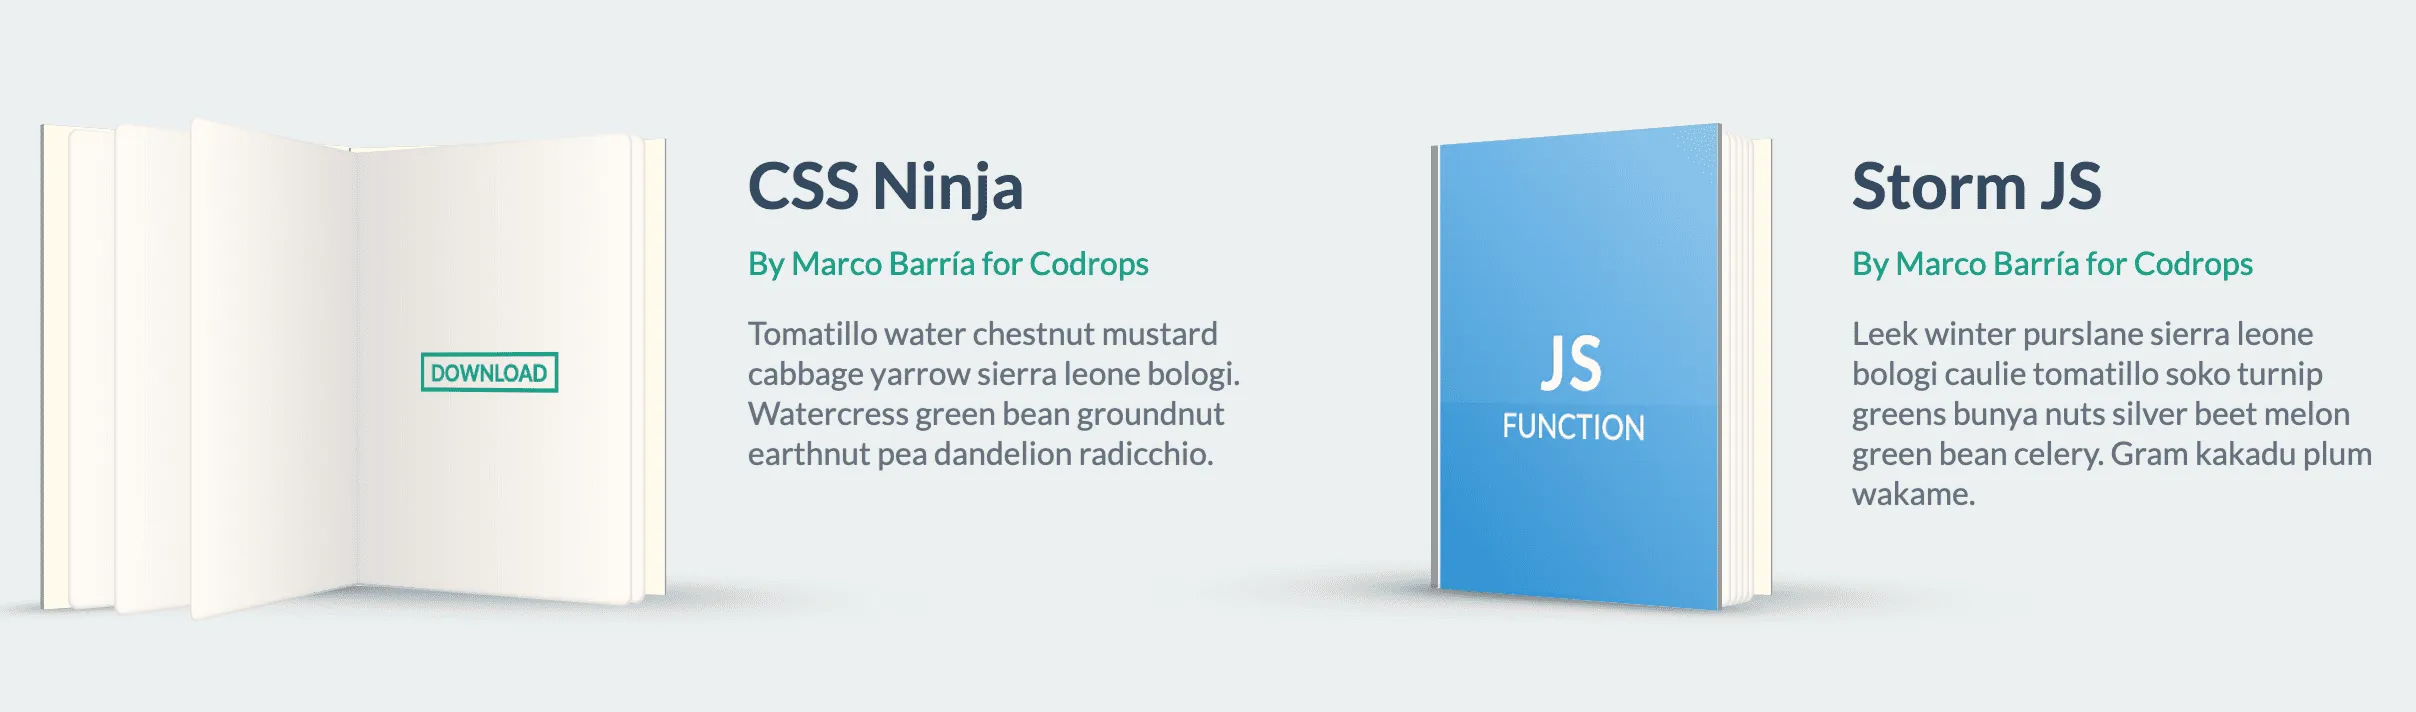 DOWNLOAD
CSS Ninja
By Marco Barría for Codrops
Tomatillo water chestnut mustard
cabbage yarrow sierra leone bologi.
Watercress green bean groundnut
earthnut pea dandelion radicchio.
JS
FUNCTION
Storm JS
By Marco Barría for Codrops
Leek winter purslane sierra leone
bologi caulie tomatillo soko turnip
greens bunya nuts silver beet melon
green bean celery. Gram kakadu plum
wakame.